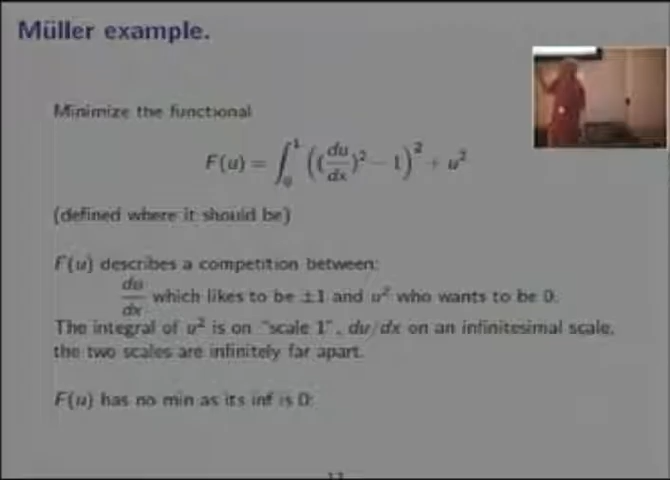 Müller example.
Minimize the functional
F(u) = ∫₀¹ ((du/dx)² − 1)² + u²
(defined where it should be)
F(u) describes a competition between:
du/dx which likes to be ±1 and u² who wants to be 0.
The integral of u² is on "scale 1", du/dx on an infinitesimal scale,
the two scales are infinitely far apart.
F(u) has no min as its inf is 0: